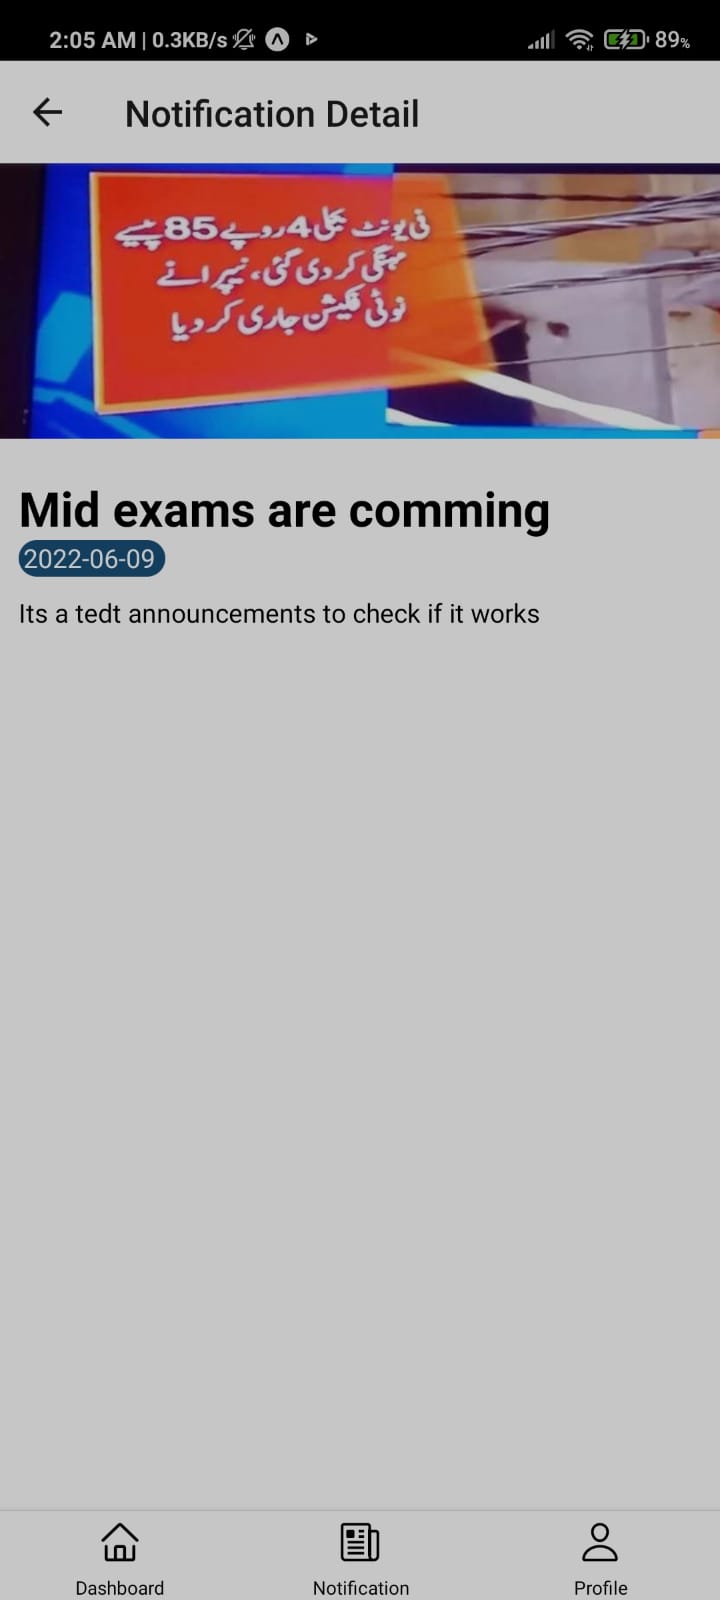 2:05 AM | 0.3KB/s
89%
Notification Detail
فی یونٹ بجلی 4 روپے 85 پیسے
مہنگی کر دی گئی، نیپرا نے
نوٹی فکیشن جاری کر دیا
Mid exams are comming
2022-06-09
Its a tedt announcements to check if it works
Dashboard
Notification
Profile